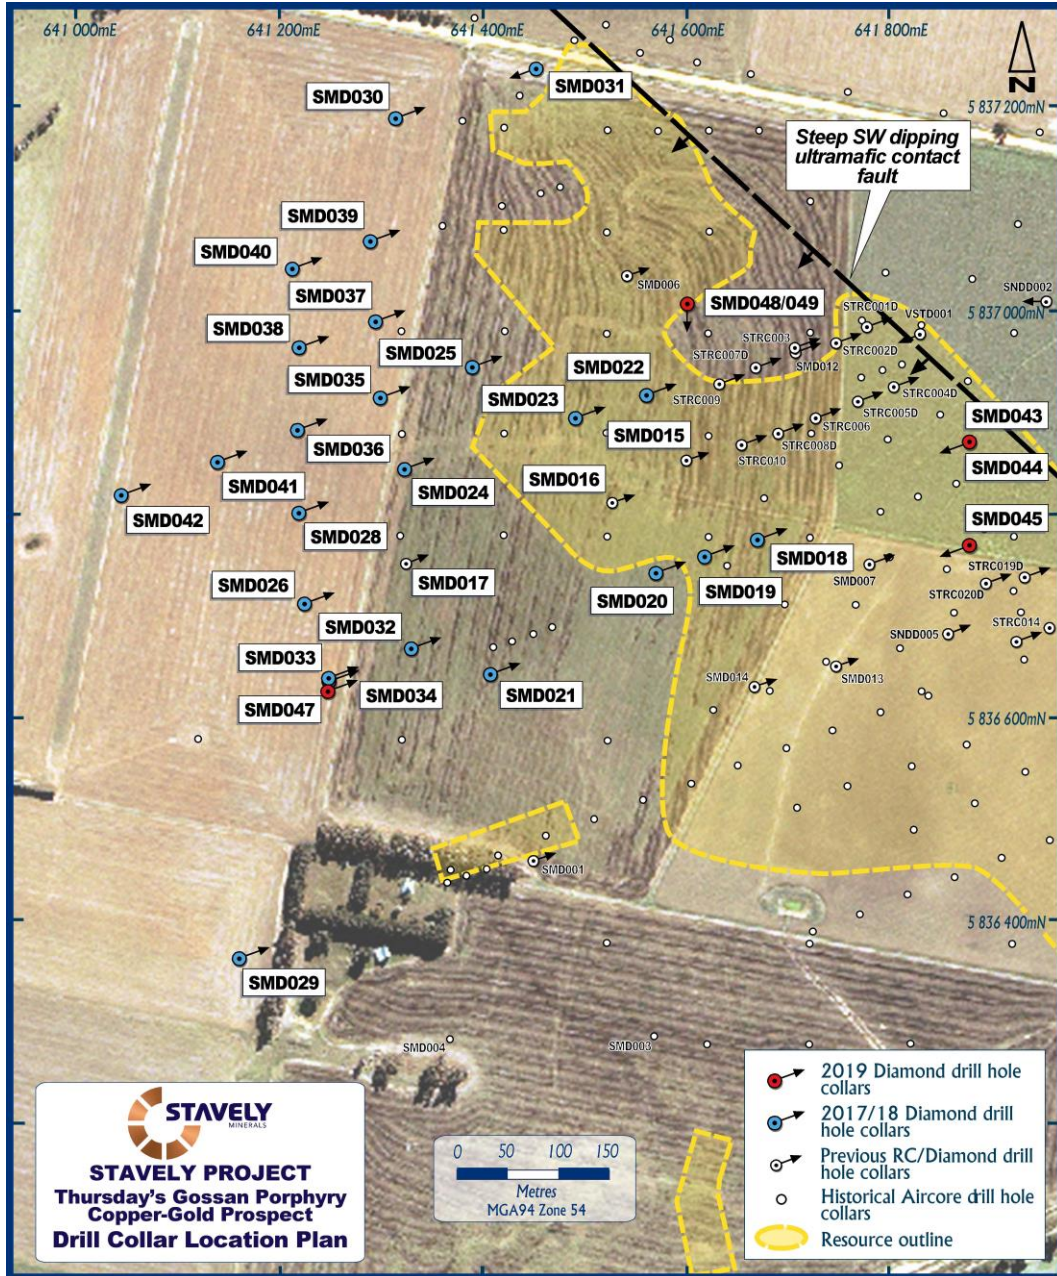 641 000mE
641 200mE
641 400mE
641 600mE
641 800mE
N
5 837 200mN
SMD031
SMD030
Steep SW dipping
ultramafic contact
fault
SMD039
SMD040
SMD006
SNDD002
SMD037
SMD048/049
STRC001D
VSTD001
SMD038
STRC003
STRC002D
5 837 000mN
SMD025
STRC007D
SMD012
SMD022
SMD035
STRC009
STRC004D
SMD023
STRC005D
SMD015
STRC006
SMD043
SMD036
STRC008D
STRC010
SMD044
SMD041
SMD024
SMD016
SMD042
SMD028
SMD045
SMD018
SMD017
SMD007
STRC019D
SMD026
SMD020
SMD019
STRC020D
SMD032
SNDD005
STRC014
SMD033
SMD034
SMD021
SMD013
SMD047
SMD014
5 836 600mN
SMD001
5 836 400mN
SMD029
SMD004
SMD003
STAVELY
MINERALS
STAVELY PROJECT
Thursday's Gossan Porphyry
Copper-Gold Prospect
Drill Collar Location Plan
0 50 100 150
Metres
MGA94 Zone 54
2019 Diamond drill hole
collars
2017/18 Diamond drill
hole collars
Previous RC/Diamond drill
hole collars
Historical Aircore drill hole
collars
Resource outline